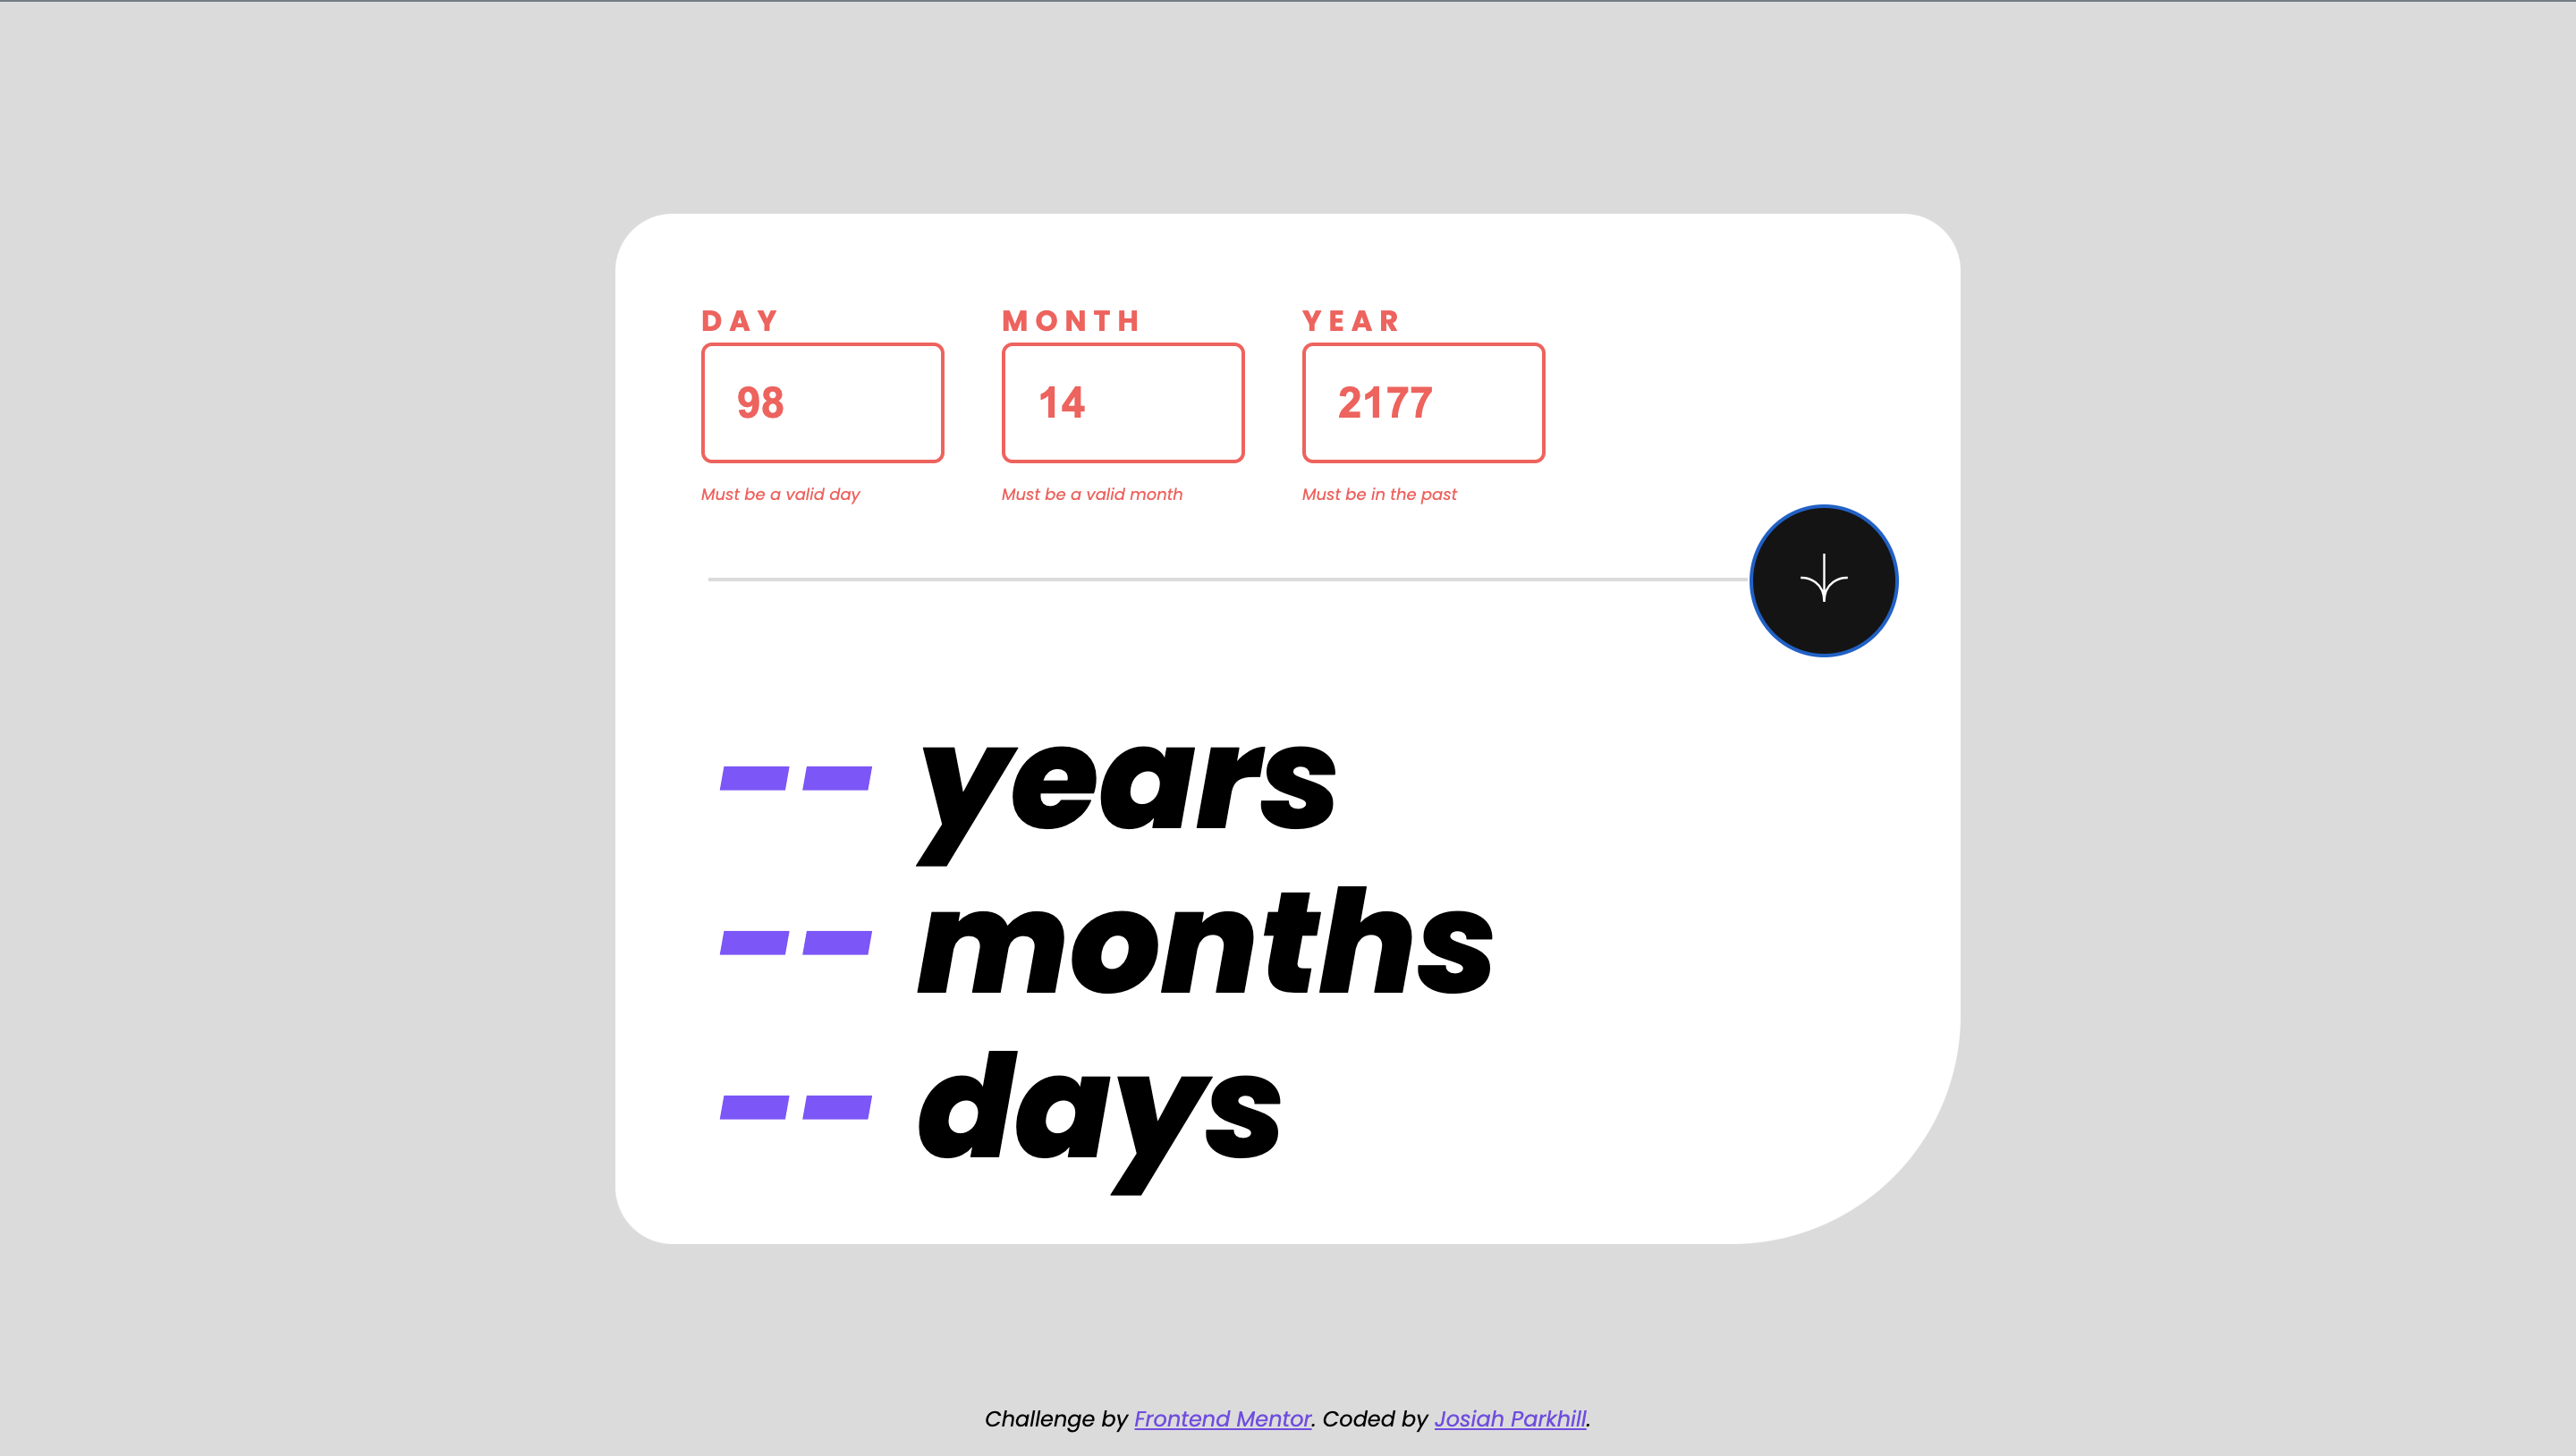 DAY MONTH YEAR
98 14 2177
Must be a valid day Must be a valid month Must be in the past
-- years
-- months
-- days
Challenge by Frontend Mentor. Coded by Josiah Parkhill.